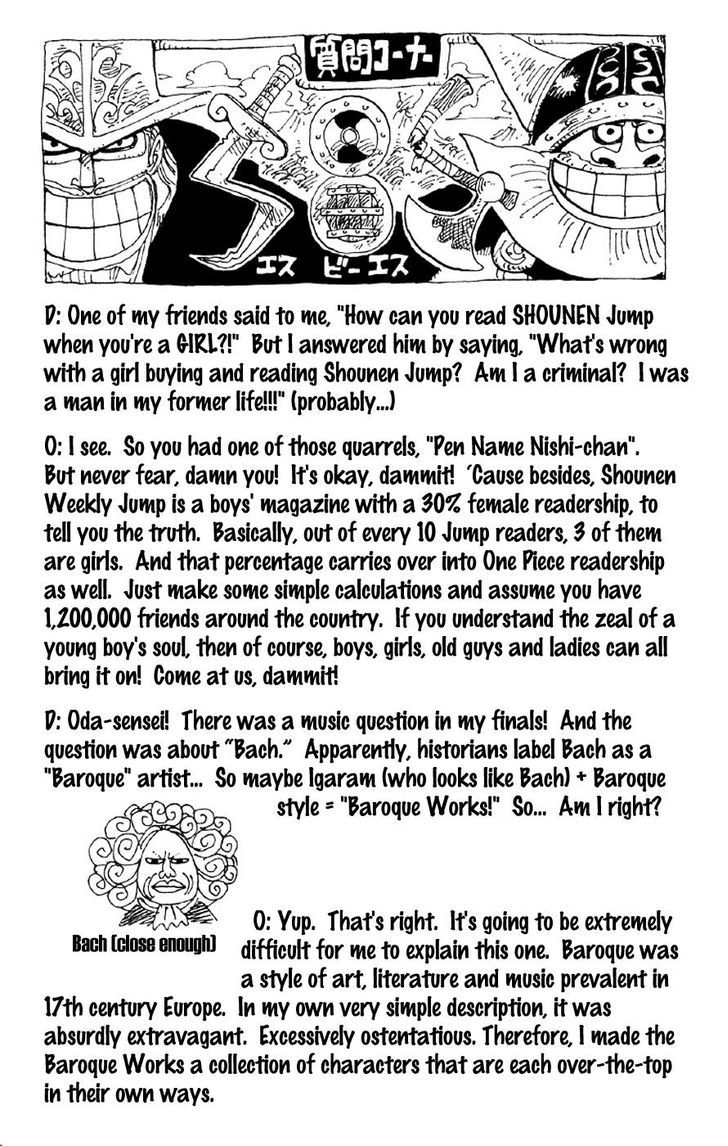 質問コーナー
エス ビーエス
D: One of my friends said to me, "How can you read SHOUNEN Jump
when you're a GIRL?!" But I answered him by saying, "What's wrong
with a girl buying and reading Shounen Jump? Am I a criminal? I was
a man in my former life!!!" (probably...)
O: I see. So you had one of those quarrels, "Pen Name Nishi-chan".
But never fear, damn you! It's okay, dammit! ´Cause besides, Shounen
Weekly Jump is a boys' magazine with a 30% female readership, to
tell you the truth. Basically, out of every 10 Jump readers, 3 of them
are girls. And that percentage carries over into One Piece readership
as well. Just make some simple calculations and assume you have
1,200,000 friends around the country. If you understand the zeal of a
young boy's soul, then of course, boys, girls, old guys and ladies can all
bring it on! Come at us, dammit!
D: Oda-sensei! There was a music question in my finals! And the
question was about “Bach.” Apparently, historians label Bach as a
"Baroque" artist... So maybe Igaram (who looks like Bach) + Baroque
style = "Baroque Works!" So... Am I right?
Bach (close enough)
O: Yup. That's right. It's going to be extremely
difficult for me to explain this one. Baroque was
a style of art, literature and music prevalent in
17th century Europe. In my own very simple description, it was
absurdly extravagant. Excessively ostentatious. Therefore, I made the
Baroque Works a collection of characters that are each over-the-top
in their own ways.